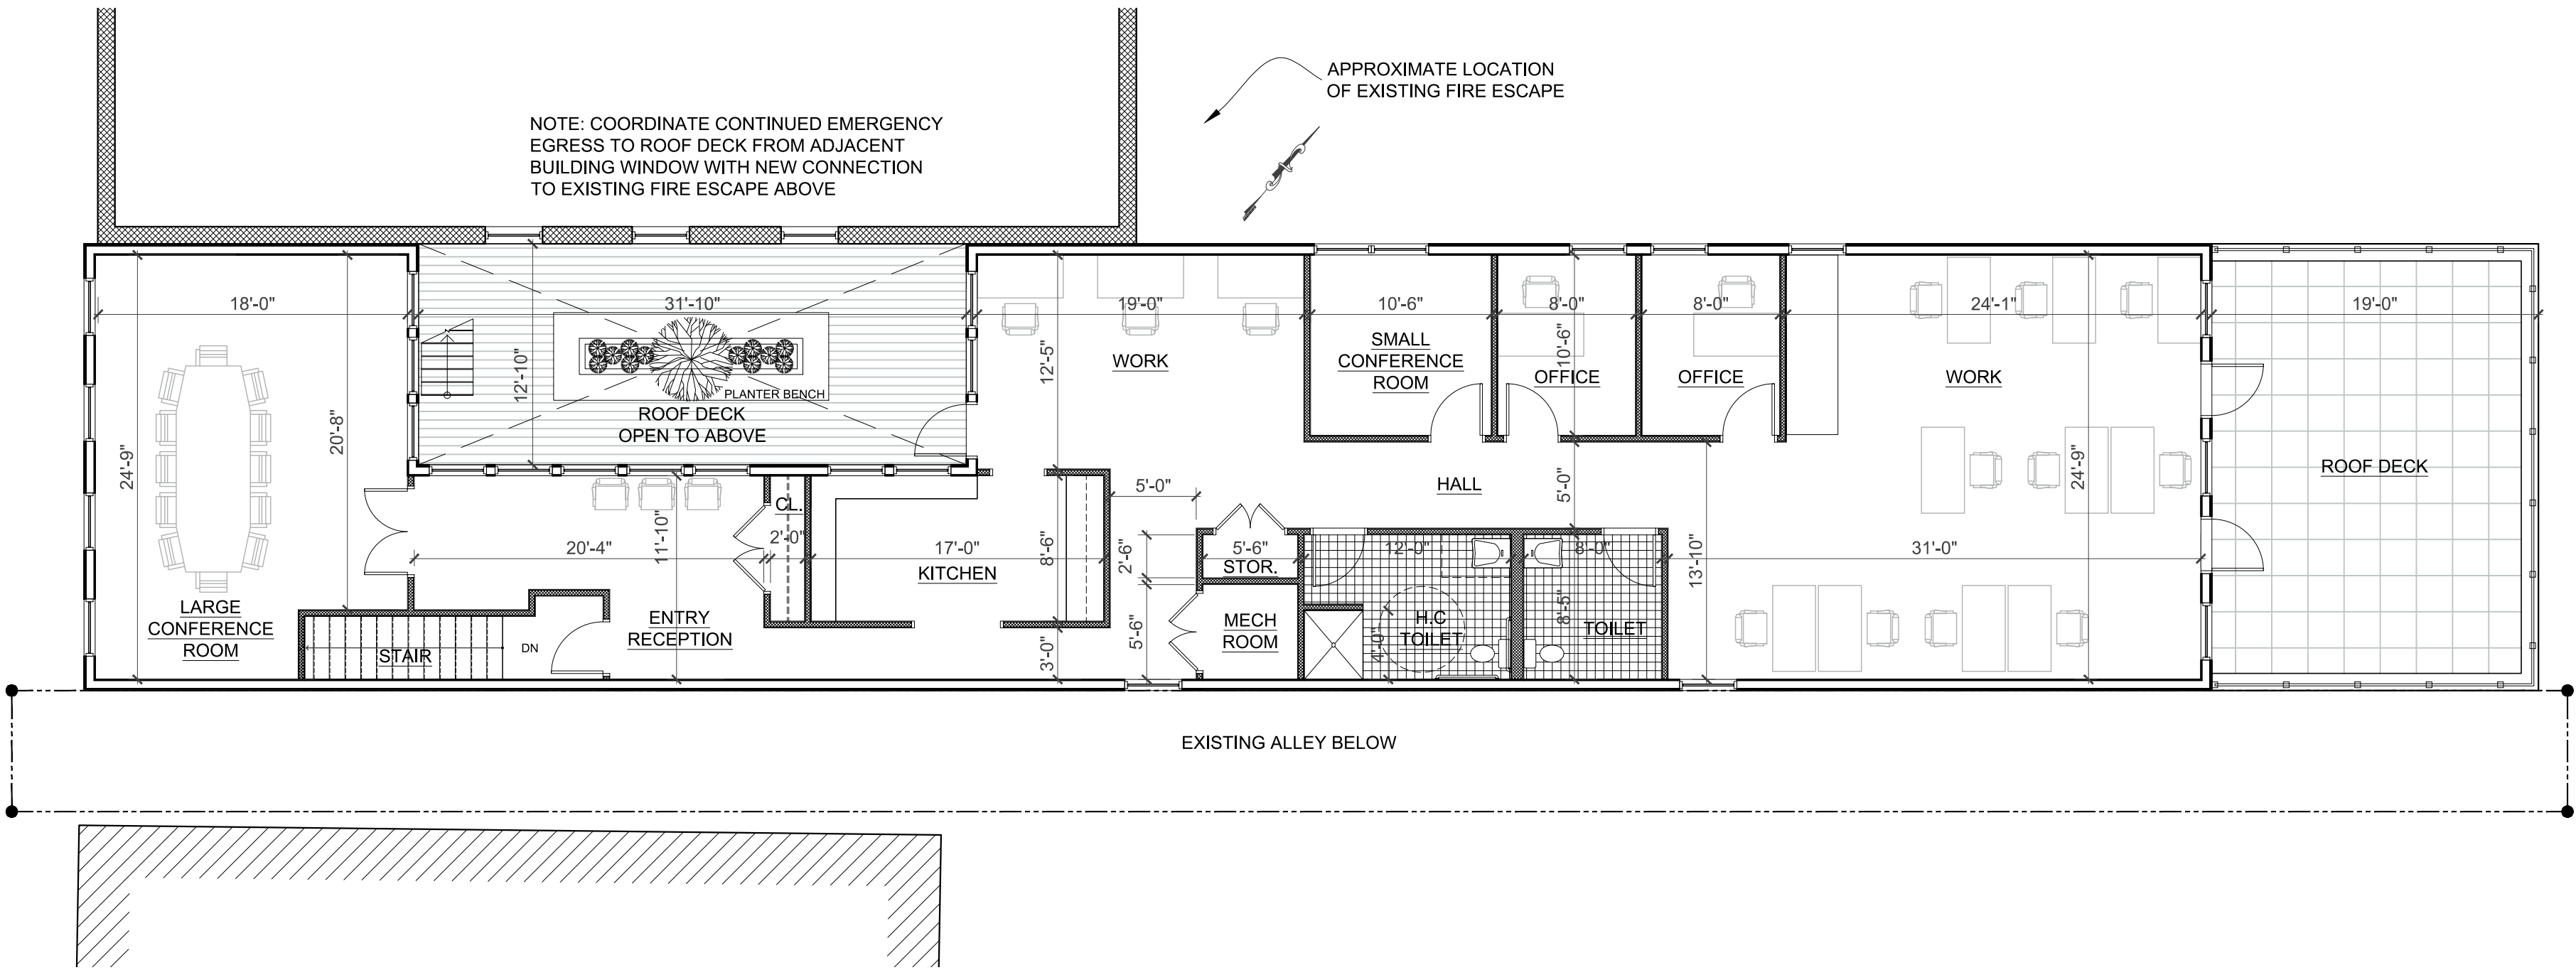 APPROXIMATE LOCATION
OF EXISTING FIRE ESCAPE
NOTE: COORDINATE CONTINUED EMERGENCY
EGRESS TO ROOF DECK FROM ADJACENT
BUILDING WINDOW WITH NEW CONNECTION
TO EXISTING FIRE ESCAPE ABOVE
18'-0"
31'-10"
19'-0"
10'-6"
8'-0"
8'-0"
24'-1"
19'-0"
24'-9"
20'-8"
12'-10"
PLANTER BENCH
ROOF DECK
OPEN TO ABOVE
12'-5"
WORK
SMALL
CONFERENCE
ROOM
10'-6"
OFFICE
OFFICE
WORK
24'-9"
ROOF DECK
HALL
5'-0"
5'-0"
CL.
2'-0"
20'-4"
11'-10"
17'-0"
KITCHEN
8'-6"
2'-6"
5'-6"
STOR.
12'-0"
8'-0"
13'-10"
31'-0"
LARGE
CONFERENCE
ROOM
STAIR
DN
ENTRY
RECEPTION
3'-0"
5'-6"
MECH
ROOM
4'-0"
H.C
TOILET
8'-5"
TOILET
EXISTING ALLEY BELOW